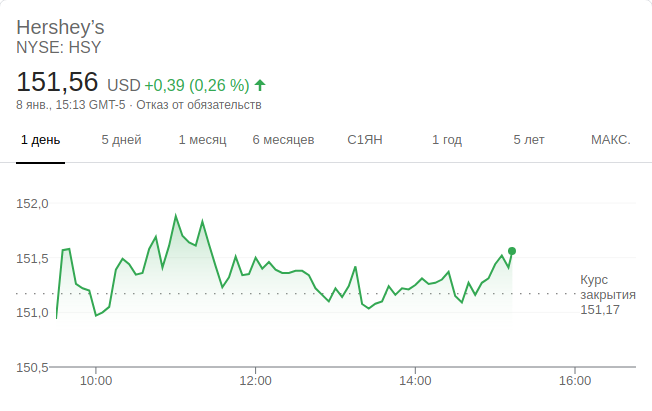 Hershey’s
NYSE: HSY
151,56 USD +0,39 (0,26 %)
8 янв., 15:13 GMT-5 · Отказ от обязательств
1 день 5 дней 1 месяц 6 месяцев С1ЯН 1 год 5 лет МАКС.
152,0
151,5
Курс
закрытия
151,17
151,0
150,5
10:00 12:00 14:00 16:00